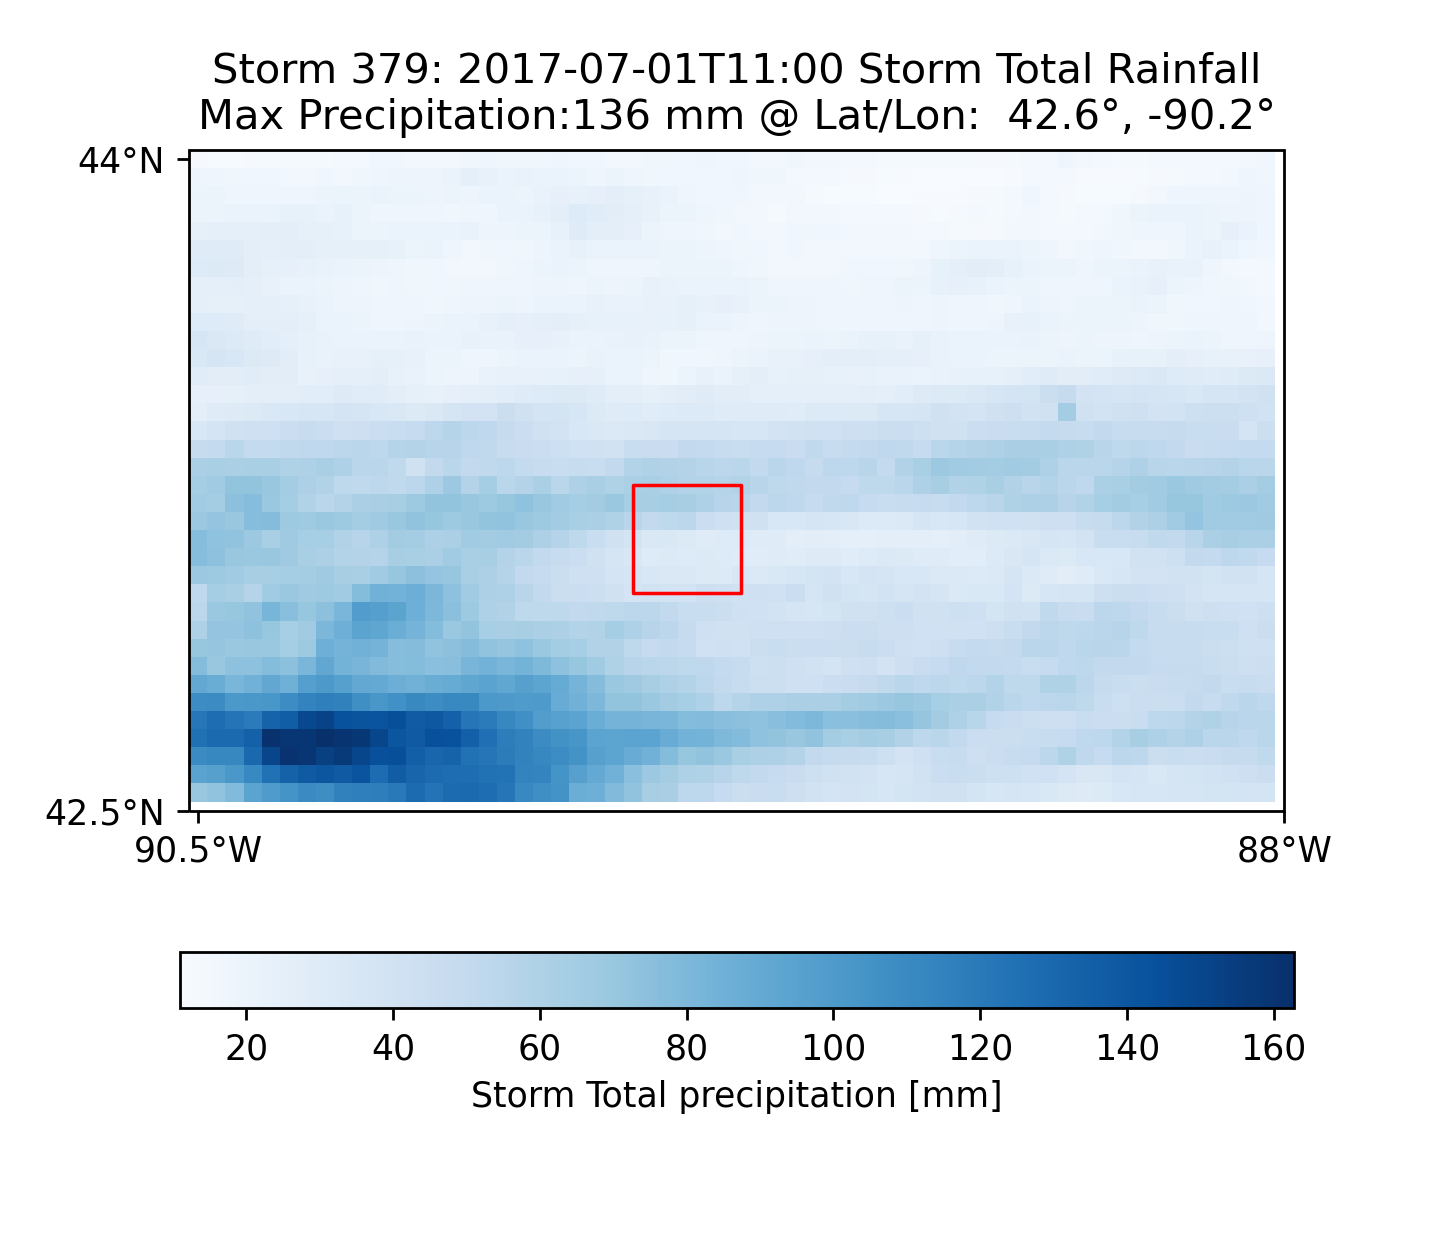 Storm 379: 2017-07-01T11:00 Storm Total Rainfall
Max Precipitation:136 mm @ Lat/Lon:  42.6°, -90.2°
44°N
42.5°N
90.5°W 88°W
20 40 60 80 100 120 140 160
Storm Total precipitation [mm]